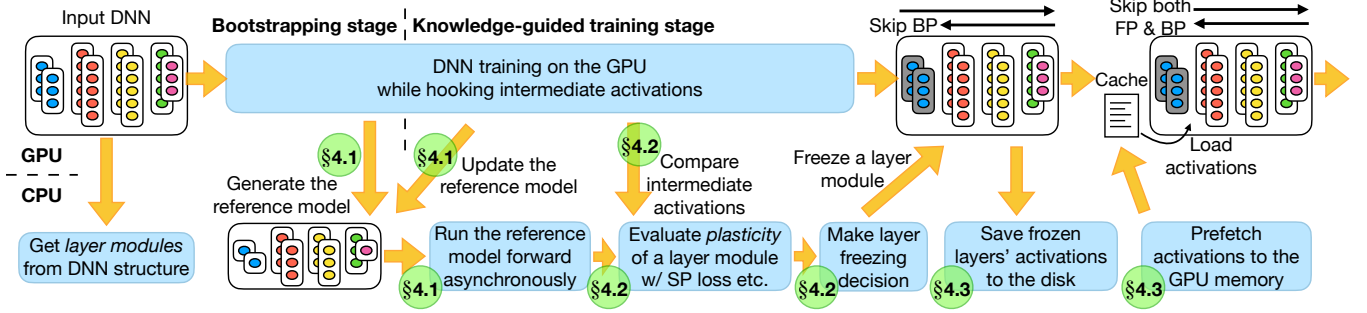 Input DNN
Bootstrapping stage
Knowledge-guided training stage
DNN training on the GPU
while hooking intermediate activations
Skip BP
Skip both
FP & BP
Cache
Load
activations
GPU
CPU
§4.1
§4.1
Update the
reference model
§4.2
Compare
intermediate
activations
Freeze a layer
module
Generate the
reference model
Get layer modules
from DNN structure
Run the reference
model forward
asynchronously
§4.1
Evaluate plasticity
of a layer module
w/ SP loss etc.
§4.2
Make layer
freezing
decision
§4.2
Save frozen
layers’ activations
to the disk
§4.3
Prefetch
activations to the
GPU memory
§4.3